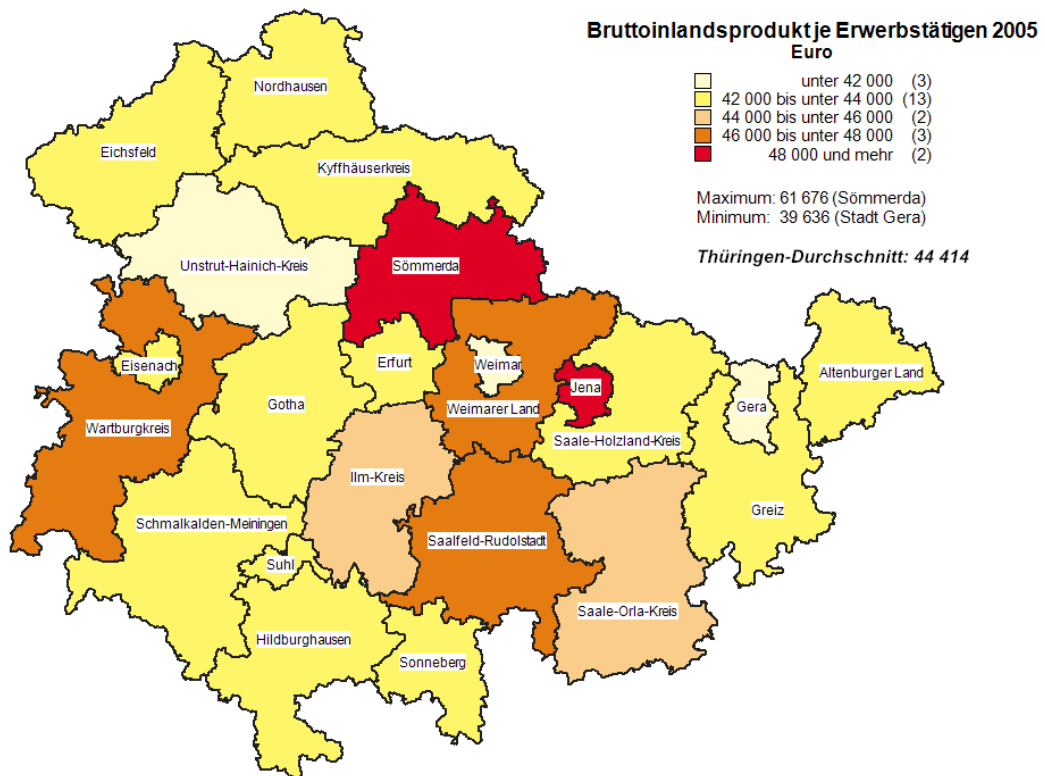 Bruttoinlandsprodukt je Erwerbstätigen 2005
Euro
unter 42 000 (3)
42 000 bis unter 44 000 (13)
44 000 bis unter 46 000 (2)
46 000 bis unter 48 000 (3)
48 000 und mehr (2)
Maximum: 61 676 (Sömmerda)
Minimum: 39 636 (Stadt Gera)
Thüringen-Durchschnitt: 44 414
Nordhausen
Eichsfeld
Kyffhäuserkreis
Unstrut-Hainich-Kreis
Sömmerda
Eisenach
Erfurt
Weimar
Jena
Altenburger Land
Gotha
Weimarer Land
Gera
Wartburgkreis
Saale-Holzland-Kreis
Ilm-Kreis
Greiz
Schmalkalden-Meiningen
Saalfeld-Rudolstadt
Suhl
Saale-Orla-Kreis
Hildburghausen
Sonneberg